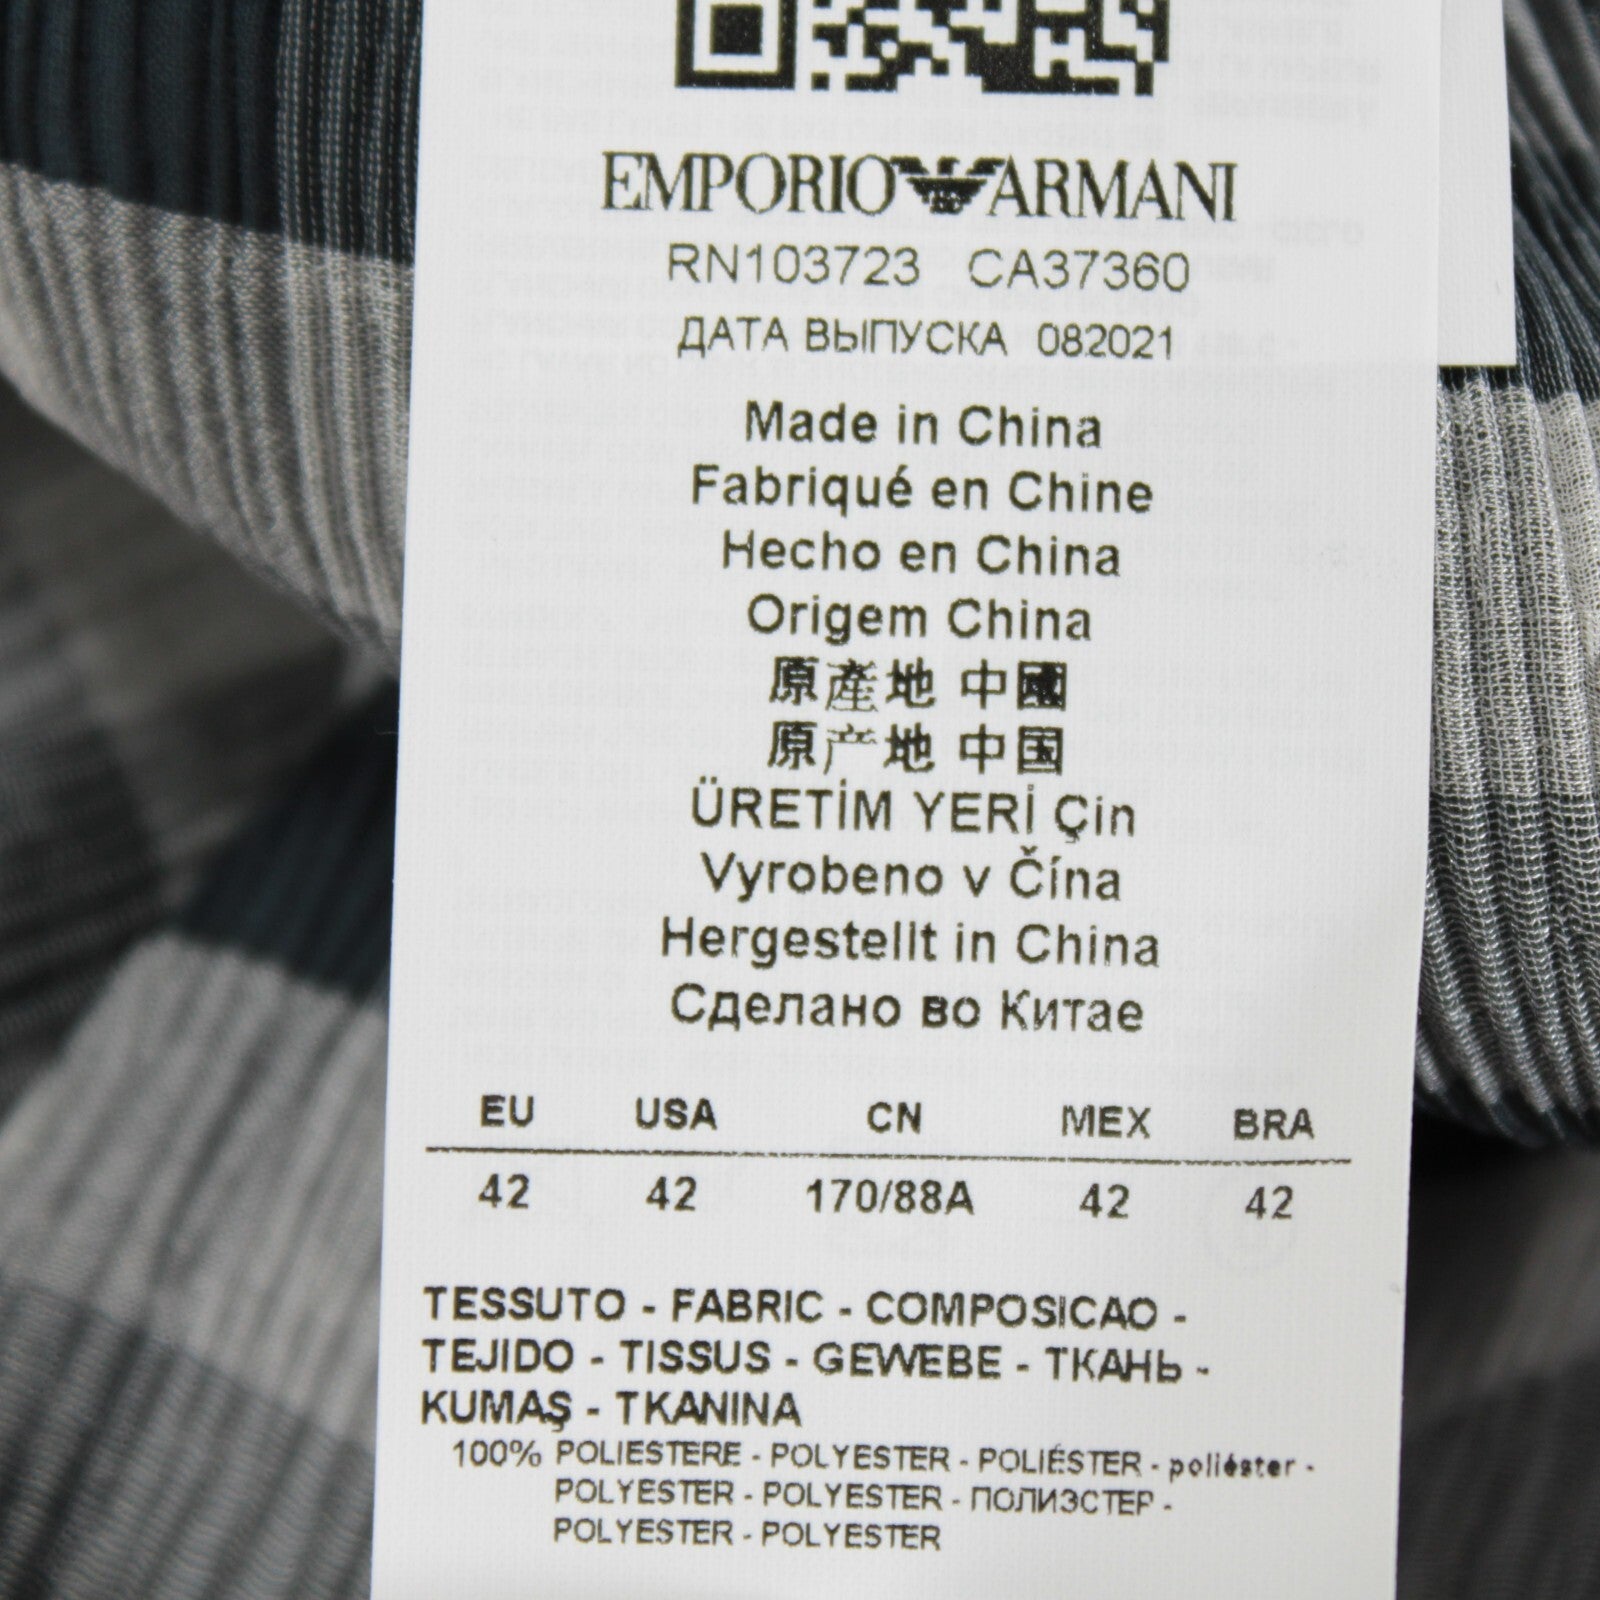 EMPORIO ARMANI
RN103723 CA37360
ДАТА ВЫПУСКА 082021
Made in China
Fabriqué en Chine
Hecho en China
Origem China
原產地 中國
原产地 中国
ÜRETİM YERİ Çin
Vyrobeno v Čína
Hergestellt in China
Сделано во Китае
EU USA CN MEX BRA
42 42 170/88A 42 42
TESSUTO - FABRIC - COMPOSICAO -
TEJIDO - TISSUS - GEWEBE - ТКАНЬ -
KUMAŞ - TKANINA
100% POLIESTERE - POLYESTER - POLIÉSTER - poliéster -
POLYESTER - POLYESTER - ПОЛИЭСТЕР -
POLYESTER - POLYESTER